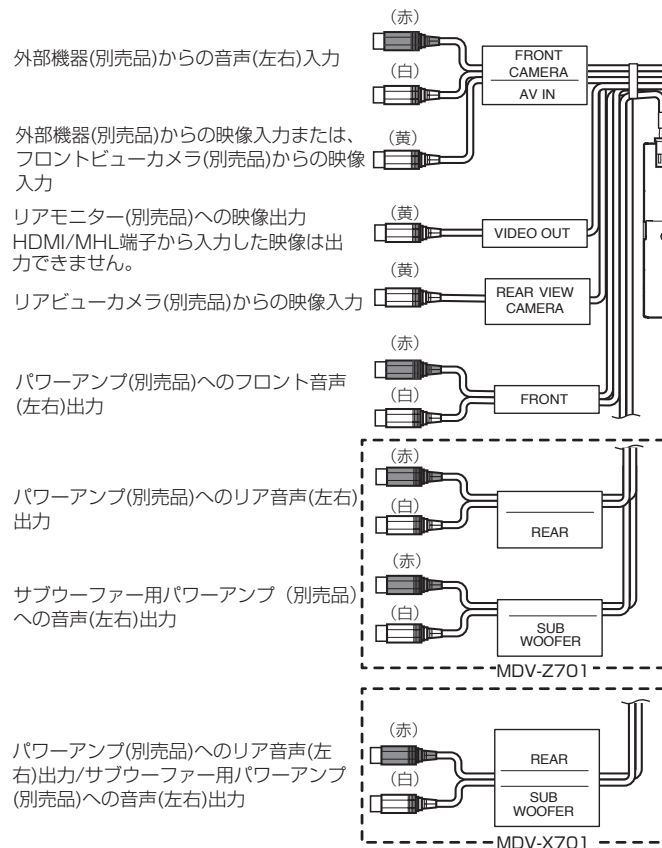 (赤)
外部機器(別売品)からの音声(左右)入力
FRONT
CAMERA
(白)
AV IN
外部機器(別売品)からの映像入力または、
フロントビューカメラ(別売品)からの映像
入力
(黄)
リアモニター(別売品)への映像出力
HDMI/MHL端子から入力した映像は出
力できません。
(黄)
VIDEO OUT
(黄)
リアビューカメラ(別売品)からの映像入力
REAR VIEW
CAMERA
(赤)
パワーアンプ(別売品)へのフロント音声
(左右)出力
(白)
FRONT
(赤)
パワーアンプ(別売品)へのリア音声(左右)
出力
(白)
REAR
(赤)
サブウーファー用パワーアンプ（別売品）
への音声(左右)出力
(白)
SUB
WOOFER
MDV-Z701
(赤)
パワーアンプ(別売品)へのリア音声(左
右)出力/サブウーファー用パワーアンプ
(別売品)への音声(左右)出力
(白)
REAR
SUB
WOOFER
MDV-X701